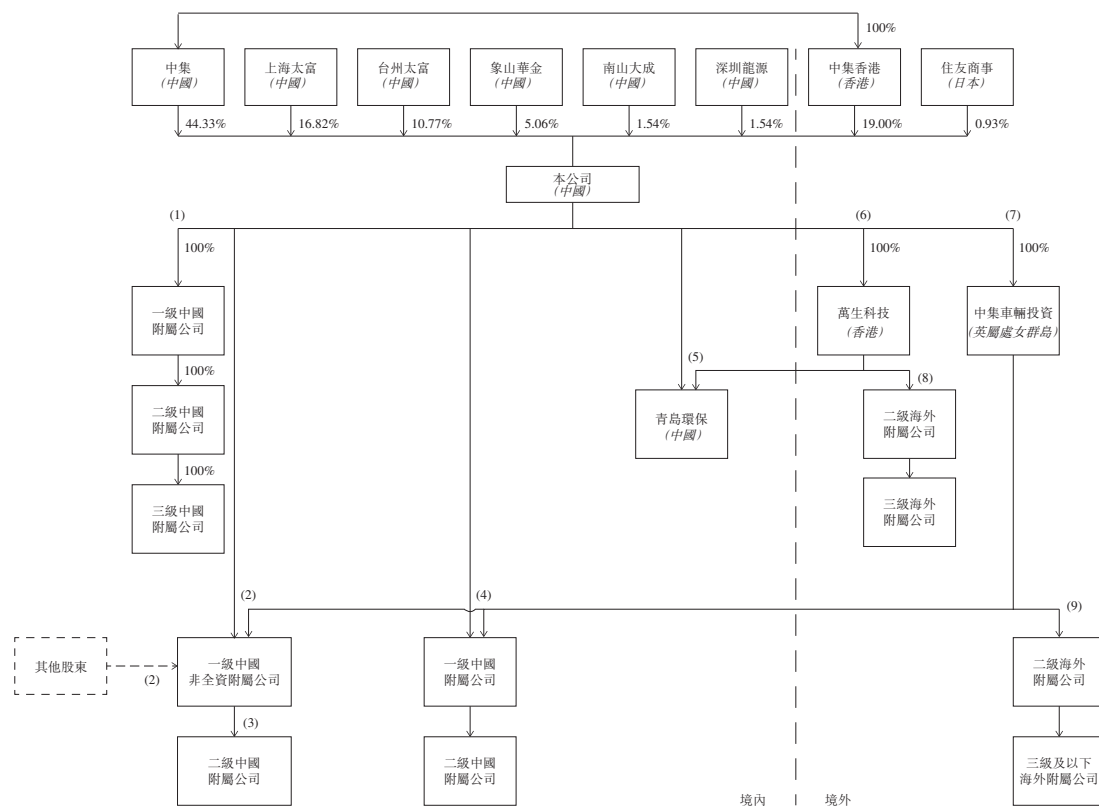 100%
中集
(中國)
上海太富
(中國)
台州太富
(中國)
象山華金
(中國)
南山大成
(中國)
深圳龍源
(中國)
中集香港
(香港)
住友商事
(日本)
44.33%
16.82%
10.77%
5.06%
1.54%
1.54%
19.00%
0.93%
本公司
(中國)
(1)
(6)
(7)
100%
100%
100%
一級中國
附屬公司
萬生科技
(香港)
中集車輛投資
(英屬處女群島)
100%
(5)
(8)
二級中國
附屬公司
青島環保
(中國)
二級海外
附屬公司
100%
三級中國
附屬公司
三級海外
附屬公司
(2)
(4)
(9)
其他股東
(2)
一級中國
非全資附屬公司
一級中國
附屬公司
二級海外
附屬公司
(3)
二級中國
附屬公司
二級中國
附屬公司
三級及以下
海外附屬公司
境內
境外